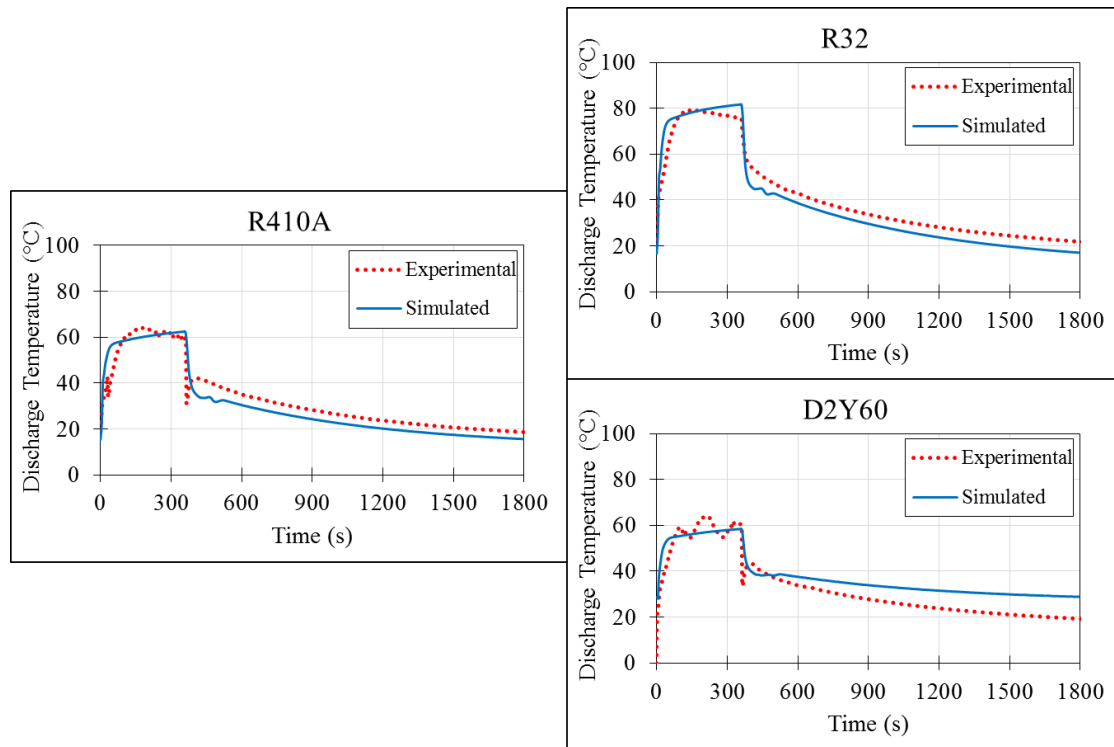 R410A
Discharge Temperature (°C)
100
80
60
40
20
0
Experimental
Simulated
0 300 600 900 1200 1500 1800
Time (s)
R32
Discharge Temperature (°C)
100
80
60
40
20
0
Experimental
Simulated
0 300 600 900 1200 1500 1800
Time (s)
D2Y60
Discharge Temperature (°C)
100
80
60
40
20
0
Experimental
Simulated
0 300 600 900 1200 1500 1800
Time (s)